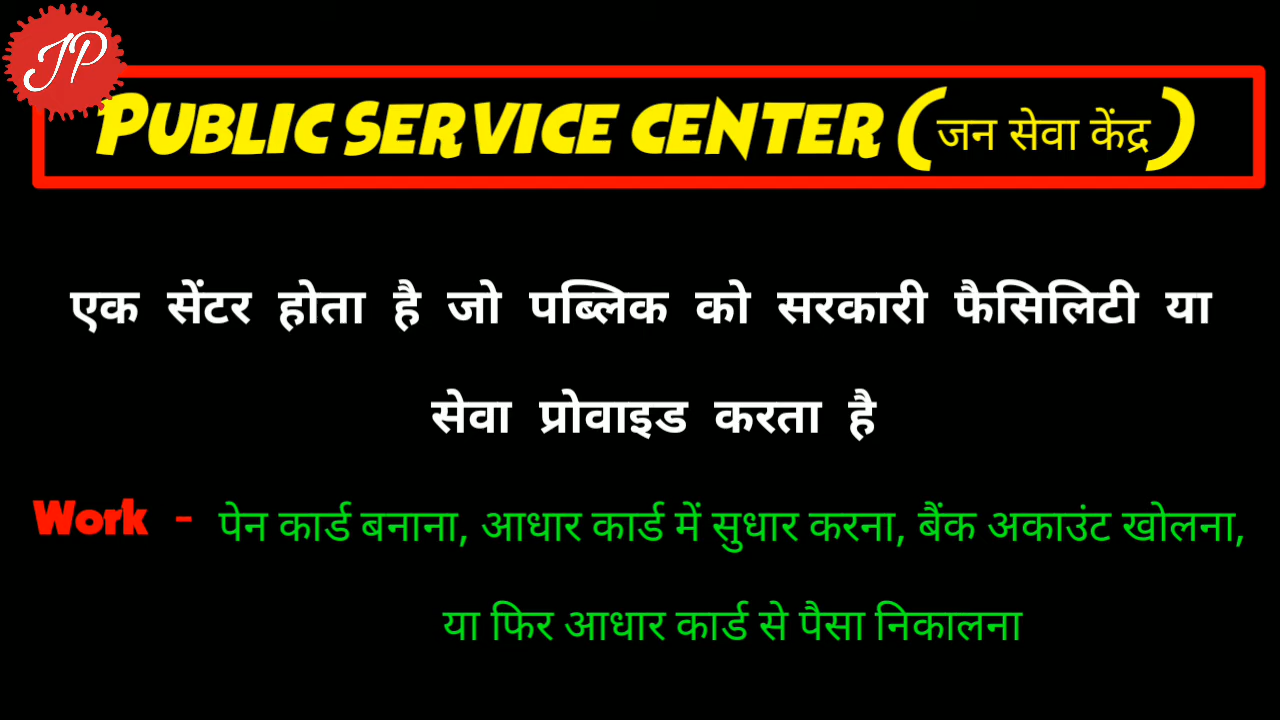 JP
PUBLIC SERVICE CENTER (जन सेवा केंद्र)
एक सेंटर होता है जो पब्लिक को सरकारी फैसिलिटी या
सेवा प्रोवाइड करता है
Work - पेन कार्ड बनाना, आधार कार्ड में सुधार करना, बैंक अकाउंट खोलना,
या फिर आधार कार्ड से पैसा निकालना